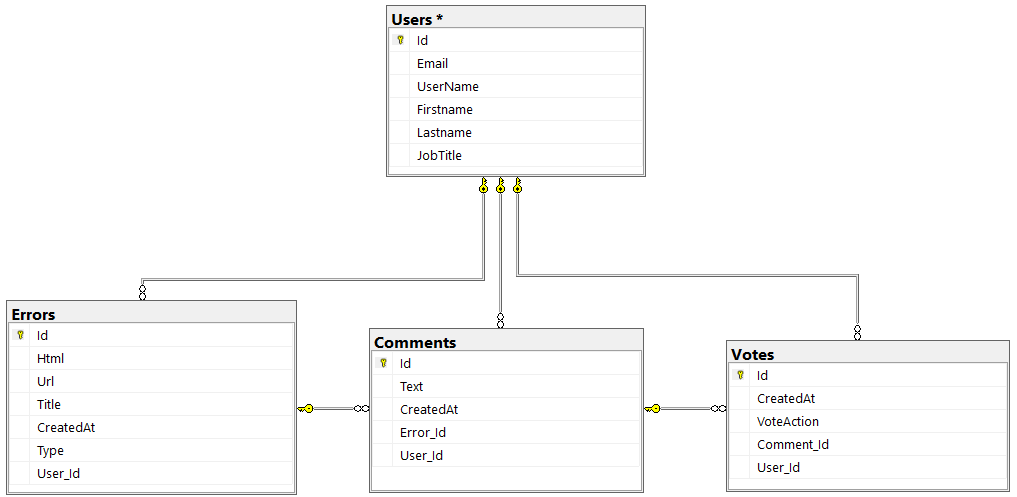 Users *
Id
Email
UserName
Firstname
Lastname
JobTitle
Errors
Id
Html
Url
Title
CreatedAt
Type
User_Id
Comments
Id
Text
CreatedAt
Error_Id
User_Id
Votes
Id
CreatedAt
VoteAction
Comment_Id
User_Id